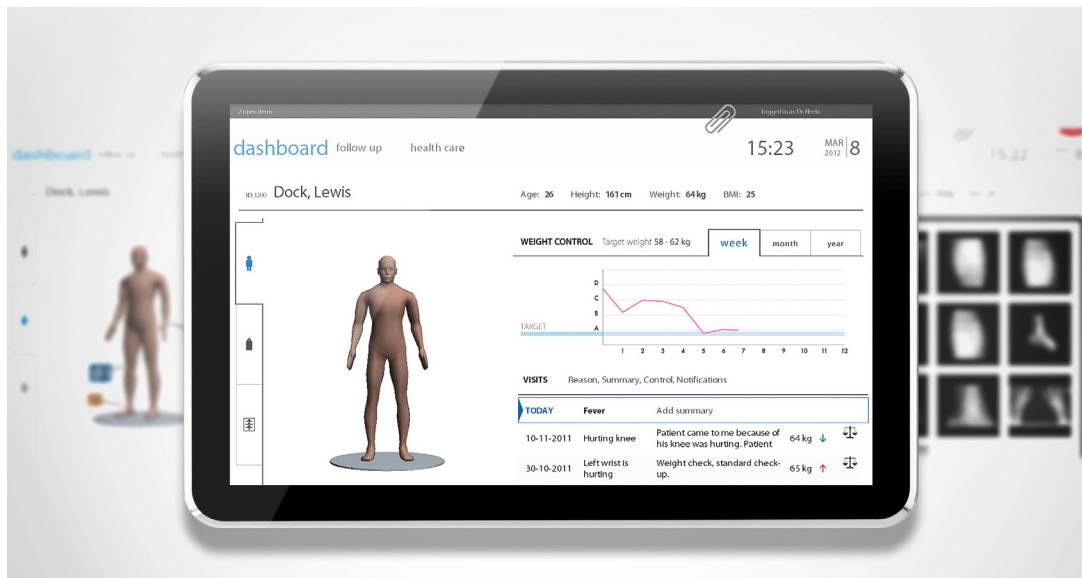 2 open items
Logged in as Dr. Neela
dashboard follow up health care
15:23 MAR 2012 8
ID: 1200 Dock, Lewis
Age: 26 Height: 161 cm Weight: 64 kg BMI: 25
WEIGHT CONTROL Target weight 58 - 62 kg
week month year
D
C
B
TARGET A
1 2 3 4 5 6 7 8 9 10 11 12
VISITS Reason, Summary, Control, Notifications
TODAY Fever Add summary
10-11-2011 Hurting knee Patient came to me because of
his knee was hurting. Patient 64 kg
30-10-2011 Left wrist is
hurting Weight check, standard check-
up. 65 kg
dashboard
Dock, Lewis
15:22